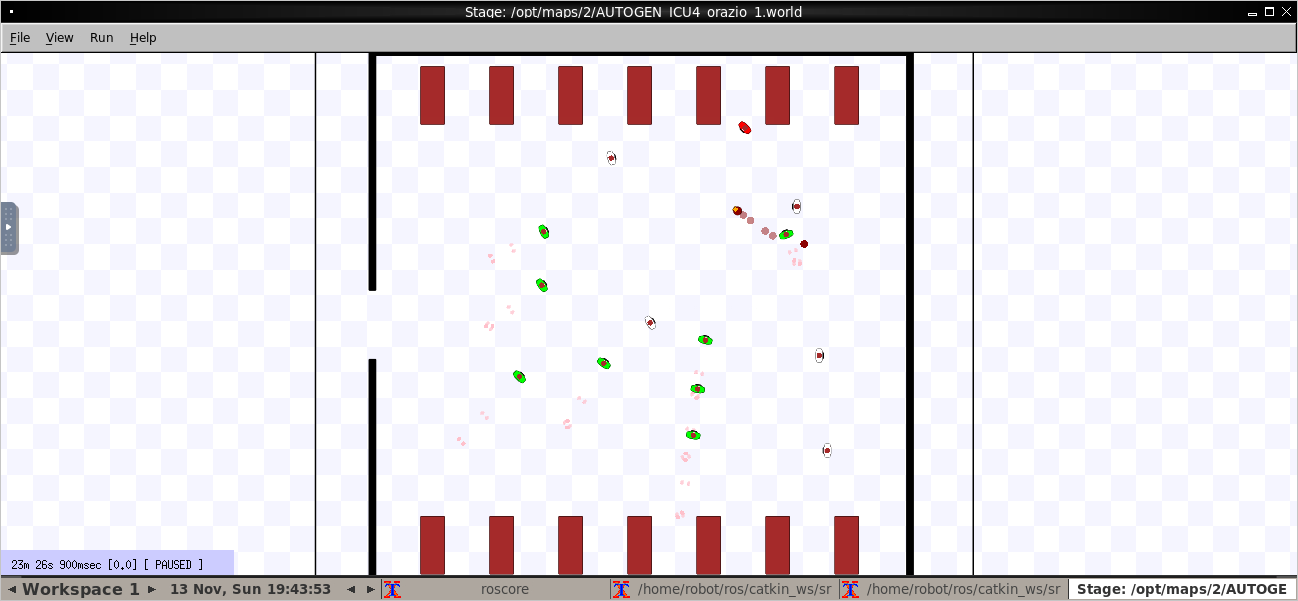 Stage: /opt/maps/2/AUTOGEN_ICU4_orazio_1.world
File View Run Help
23m 26s 900msec [0.0] [ PAUSED ]
Workspace 1 13 Nov, Sun 19:43:53 roscore /home/robot/ros/catkin_ws/sr /home/robot/ros/catkin_ws/sr Stage: /opt/maps/2/AUTOGE